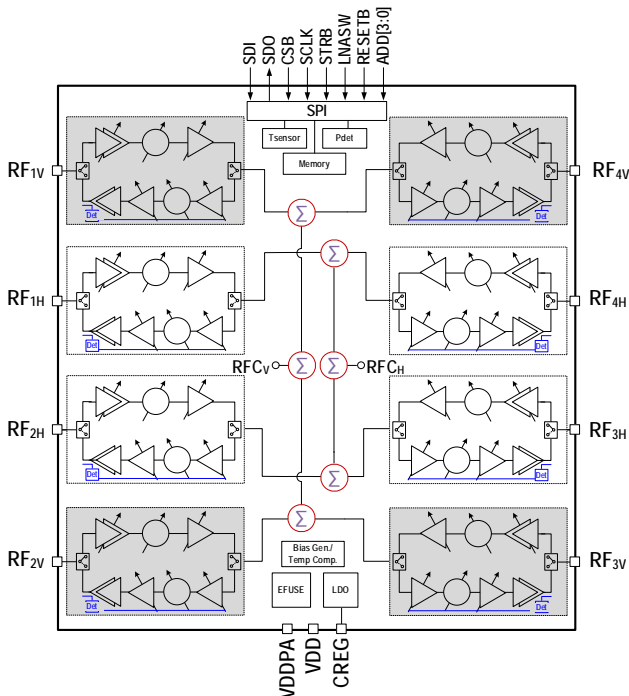 SDI
SDO
CSB
SCLK
STRB
LNASW
RESETB
ADD[3:0]
SPI
Tsensor
Pdet
Memory
RF1V
Det
RF4V
Det
Σ
RF1H
Det
Σ
RF4H
Det
RFCV
Σ
Σ
RFCH
RF2H
Det
Σ
RF3H
Det
RF2V
Det
Σ
RF3V
Det
Bias Gen./
Temp Comp.
EFUSE
LDO
VDDPA
VDD
CREG